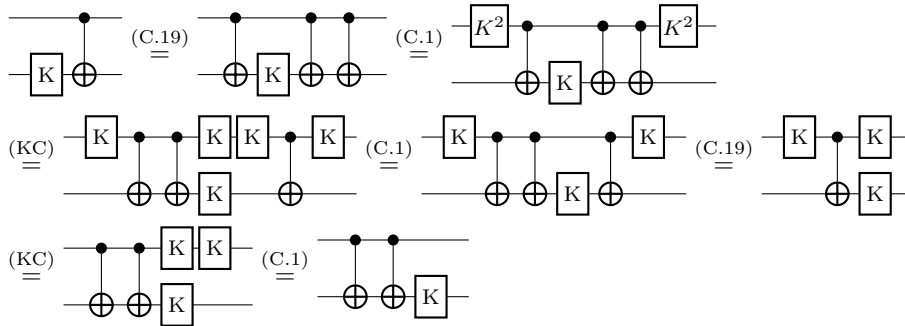 K (C.19) = K (C.1) = K² K K²
(KC) = K K K K K (C.1) = K K K (C.19) = K K K
(KC) = K K K (C.1) = K